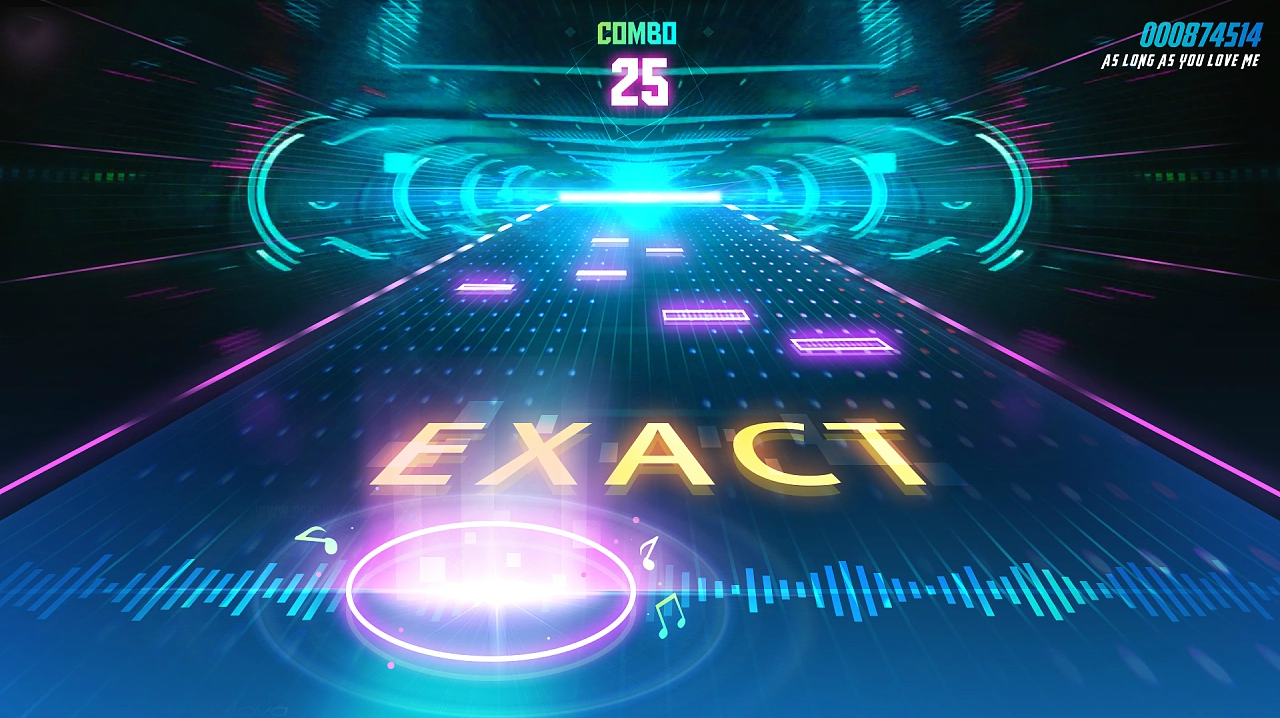 COMBO
25
000874514
AS LONG AS YOU LOVE ME
EXACT